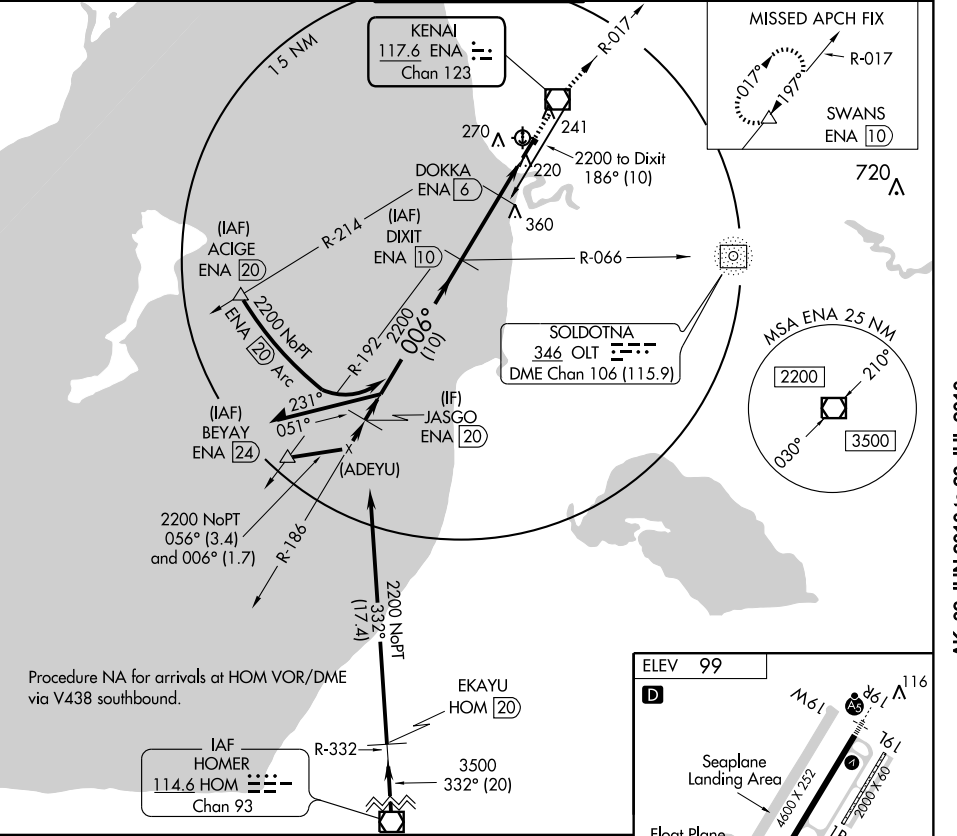 KENAI
117.6 ENA
Chan 123
15 NM
R-017
MISSED APCH FIX
R-017
017°
197°
SWANS
ENA 10
270
241
220
2200 to Dixit
186° (10)
720
DOKKA
ENA 6
360
(IAF)
ACIGE
ENA 20
R-214
(IAF)
DIXIT
ENA 10
R-066
2200 NoPT
ENA 20 Arc
R-192
2200
006°
(10)
SOLDOTNA
346 OLT
DME Chan 106 (115.9)
MSA ENA 25 NM
2200
210°
3500
030°
231°
051°
(IAF)
BEYAY
ENA 24
(IF)
JASGO
ENA 20
x
(ADEYU)
2200 NoPT
056° (3.4)
and 006° (1.7)
R-186
2200 NoPT
332°
(17.4)
Procedure NA for arrivals at HOM VOR/DME
via V438 southbound.
EKAYU
HOM 20
R-332
IAF
HOMER
114.6 HOM
Chan 93
3500
332° (20)
ELEV 99
D
19W
A5
19R
116
19L
Seaplane
Landing Area
4600 X 252
2000 X 60
Float Plane